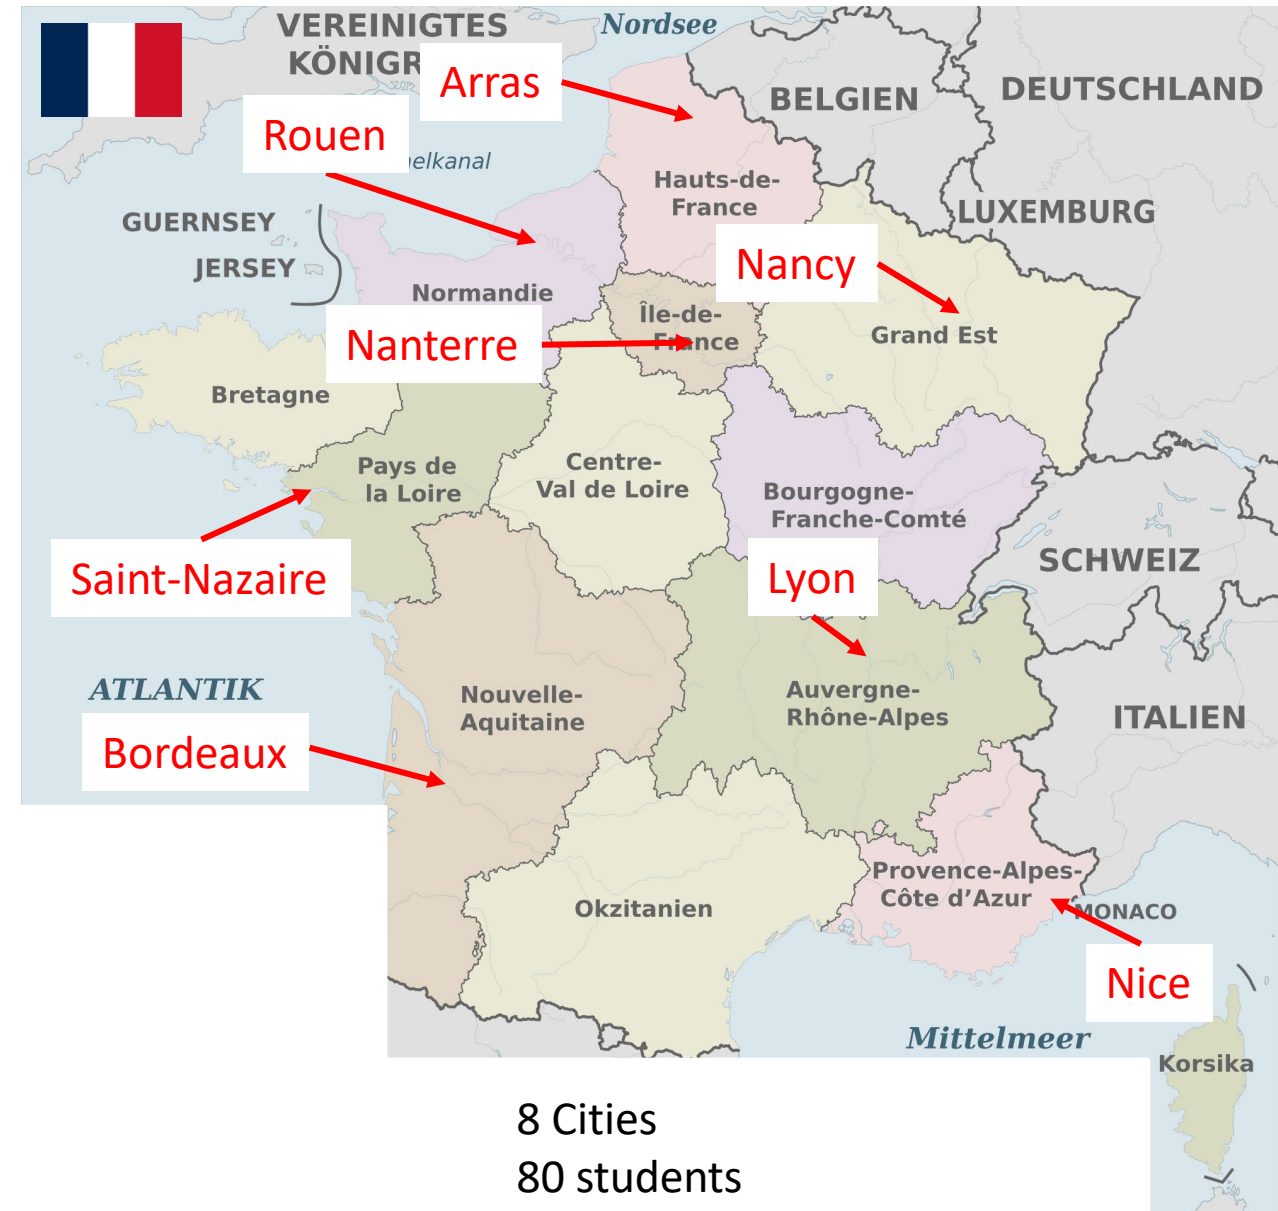 VEREINIGTES
Nordsee
KÖNIGR
Arras
DEUTSCHLAND
BELGIEN
Rouen
elkanal
Hauts-de-
France
GUERNSEY
LUXEMBURG
JERSEY
Nancy
Normandie
Île-de-
France
Nanterre
Grand Est
Bretagne
Pays de
la Loire
Centre-
Val de Loire
Bourgogne-
Franche-Comté
SCHWEIZ
Saint-Nazaire
Lyon
ATLANTIK
Nouvelle-
Aquitaine
Auvergne-
Rhône-Alpes
ITALIEN
Bordeaux
Provence-Alpes-
Côte d’Azur
Okzitanien
MONACO
Nice
Mittelmeer
Korsika
8 Cities
80 students